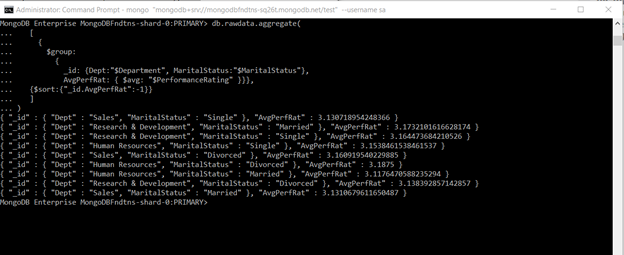 Administrator: Command Prompt - mongo "mongodb+srv://mongodbfndtns-sq26t.mongodb.net/test" --username sa
MongoDB Enterprise MongoDBFndtns-shard-0:PRIMARY> db.rawdata.aggregate(
... [
... {
... $group:
... {
... _id: {Dept:"$Department", MaritalStatus:"$MaritalStatus"},
... AvgPerfRat: { $avg: "$PerformanceRating" }}},
... {$sort:{"_id.AvgPerfRat":-1}}
... ]
... )
{ "_id" : { "Dept" : "Sales", "MaritalStatus" : "Single" }, "AvgPerfRat" : 3.130718954248366 }
{ "_id" : { "Dept" : "Research & Development", "MaritalStatus" : "Married" }, "AvgPerfRat" : 3.1732101616628174 }
{ "_id" : { "Dept" : "Research & Development", "MaritalStatus" : "Single" }, "AvgPerfRat" : 3.164473684210526 }
{ "_id" : { "Dept" : "Human Resources", "MaritalStatus" : "Single" }, "AvgPerfRat" : 3.1538461538461537 }
{ "_id" : { "Dept" : "Sales", "MaritalStatus" : "Divorced" }, "AvgPerfRat" : 3.160919540229885 }
{ "_id" : { "Dept" : "Human Resources", "MaritalStatus" : "Divorced" }, "AvgPerfRat" : 3.1875 }
{ "_id" : { "Dept" : "Human Resources", "MaritalStatus" : "Married" }, "AvgPerfRat" : 3.1176470588235294 }
{ "_id" : { "Dept" : "Research & Development", "MaritalStatus" : "Divorced" }, "AvgPerfRat" : 3.138392857142857 }
{ "_id" : { "Dept" : "Sales", "MaritalStatus" : "Married" }, "AvgPerfRat" : 3.1310679611650487 }
MongoDB Enterprise MongoDBFndtns-shard-0:PRIMARY>